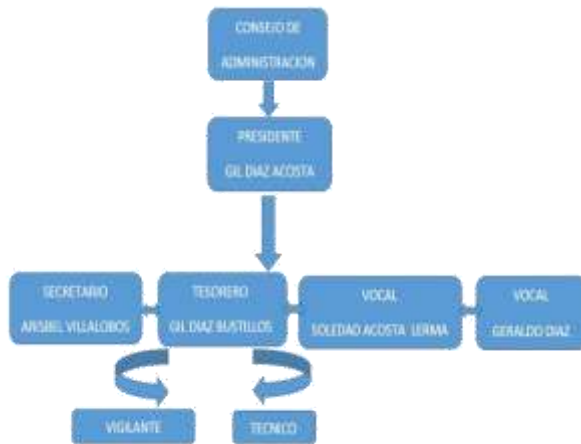 CONSEJO DE
ADMINISTRACION
PRESIDENTE
GIL DIAZ ACOSTA
SECRETARIO
ARISBEL VILLALOBOS
TESORERO
GIL DIAZ BUSTILLOS
VOCAL
SOLEDAD ACOSTA LERMA
VOCAL
GERALDO DIAZ
VIGILANTE
TECNICO